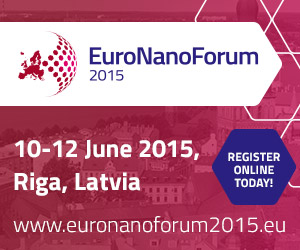 EuroNanoForum
2015
10-12 June 2015,
Riga, Latvia
REGISTER
ONLINE
TODAY!
www.euronanoforum2015.eu